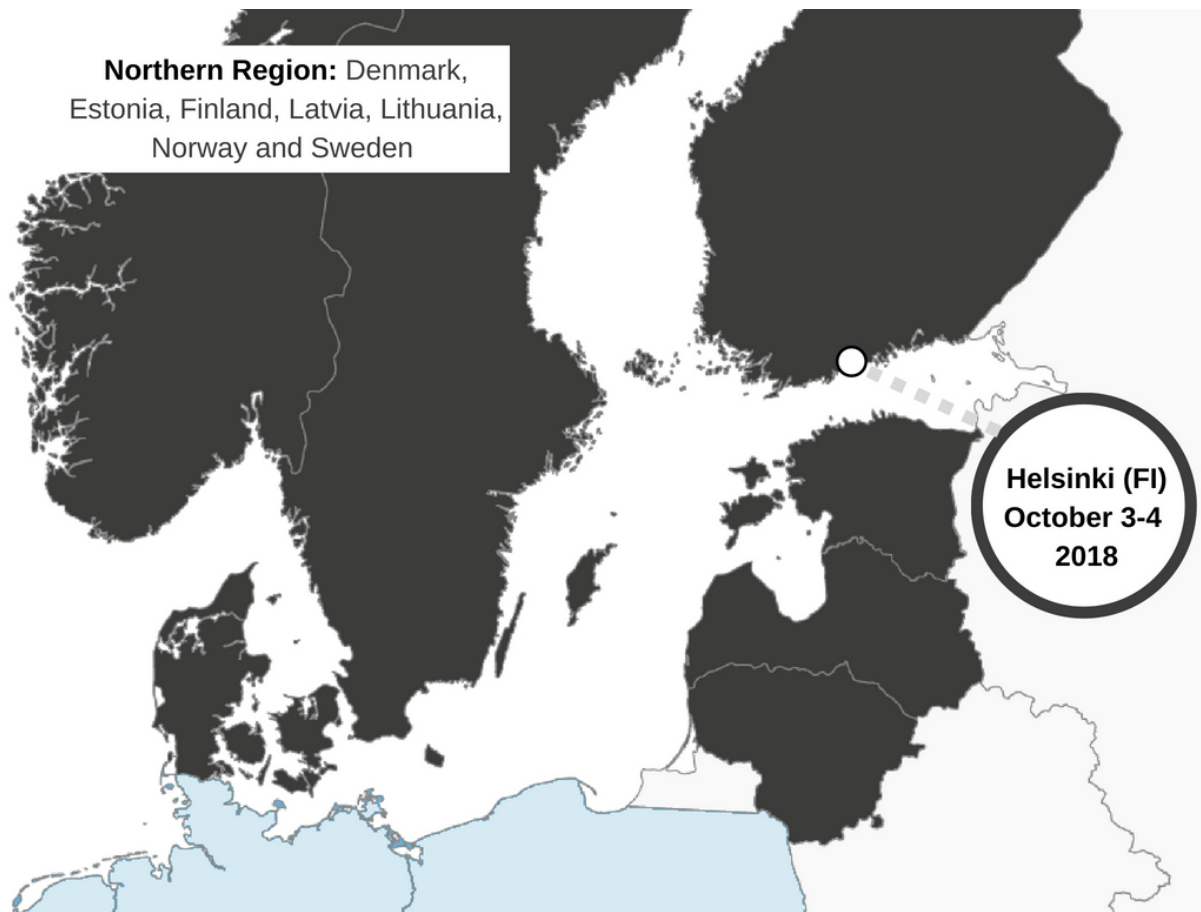 Northern Region: Denmark,
Estonia, Finland, Latvia, Lithuania,
Norway and Sweden
Helsinki (FI)
October 3-4
2018